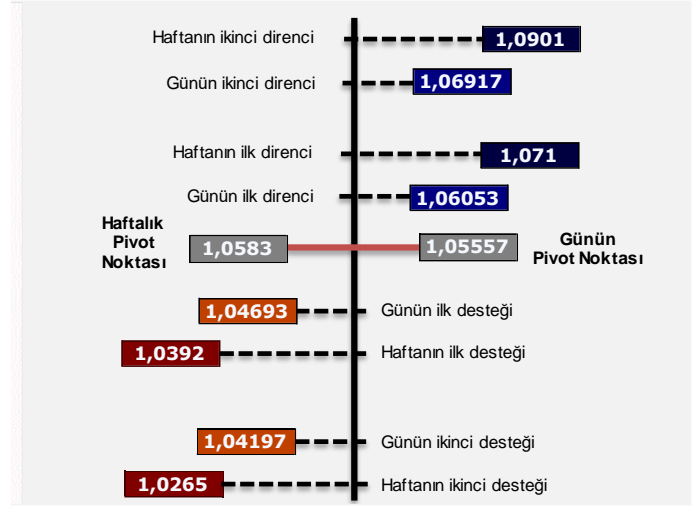 Haftanın ikinci direnci 1,0901
Günün ikinci direnci 1,06917
Haftanın ilk direnci 1,071
Günün ilk direnci 1,06053
Haftalık
Pivot
Noktası
1,0583
1,05557
Günün
Pivot Noktası
1,04693 Günün ilk desteği
1,0392 Haftanın ilk desteği
1,04197 Günün ikinci desteği
1,0265 Haftanın ikinci desteği